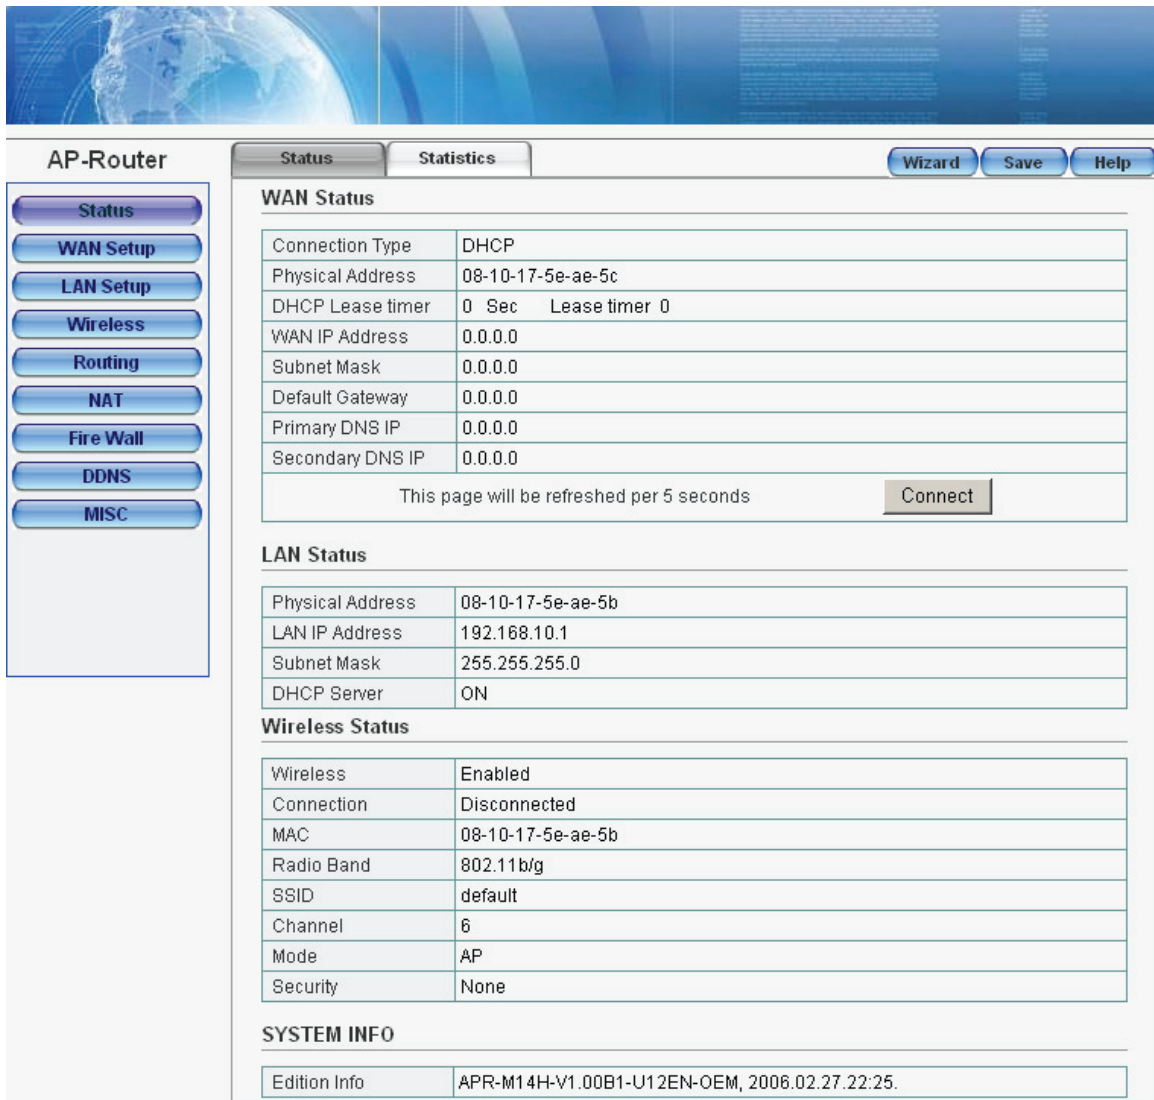 AP-Router
Status
Statistics
Wizard
Save
Help
Status
WAN Setup
LAN Setup
Wireless
Routing
NAT
Fire Wall
DDNS
MISC
WAN Status
Connection Type DHCP
Physical Address 08-10-17-5e-ae-5c
DHCP Lease timer 0 Sec Lease timer 0
WAN IP Address 0.0.0.0
Subnet Mask 0.0.0.0
Default Gateway 0.0.0.0
Primary DNS IP 0.0.0.0
Secondary DNS IP 0.0.0.0
This page will be refreshed per 5 seconds Connect
LAN Status
Physical Address 08-10-17-5e-ae-5b
LAN IP Address 192.168.10.1
Subnet Mask 255.255.255.0
DHCP Server ON
Wireless Status
Wireless Enabled
Connection Disconnected
MAC 08-10-17-5e-ae-5b
Radio Band 802.11b/g
SSID default
Channel 6
Mode AP
Security None
SYSTEM INFO
Edition Info APR-M14H-V1.00B1-U12EN-OEM, 2006.02.27.22:25.